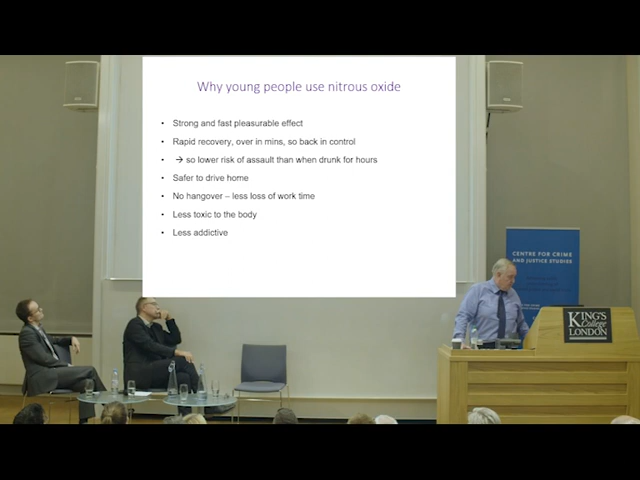 Why young people use nitrous oxide
• Strong and fast pleasurable effect
• Rapid recovery, over in mins, so back in control
• → so lower risk of assault than when drunk for hours
• Safer to drive home
• No hangover – less loss of work time
• Less toxic to the body
• Less addictive
CENTRE FOR CRIME
AND JUSTICE STUDIES
KING'S
College
LONDON